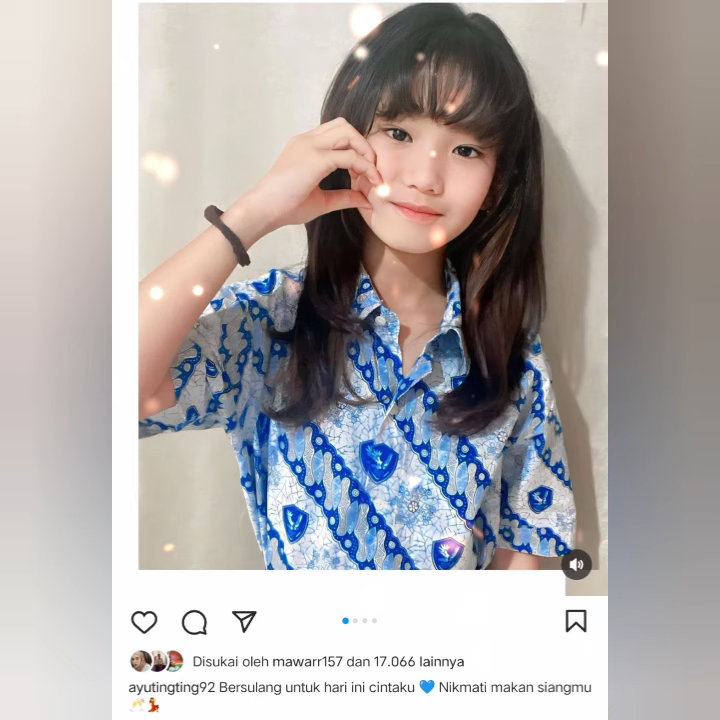 Disukai oleh mawarr157 dan 17.066 lainnya
ayutingting92 Bersulang untuk hari ini cintaku 💙 Nikmati makan siangmu
🥂💃